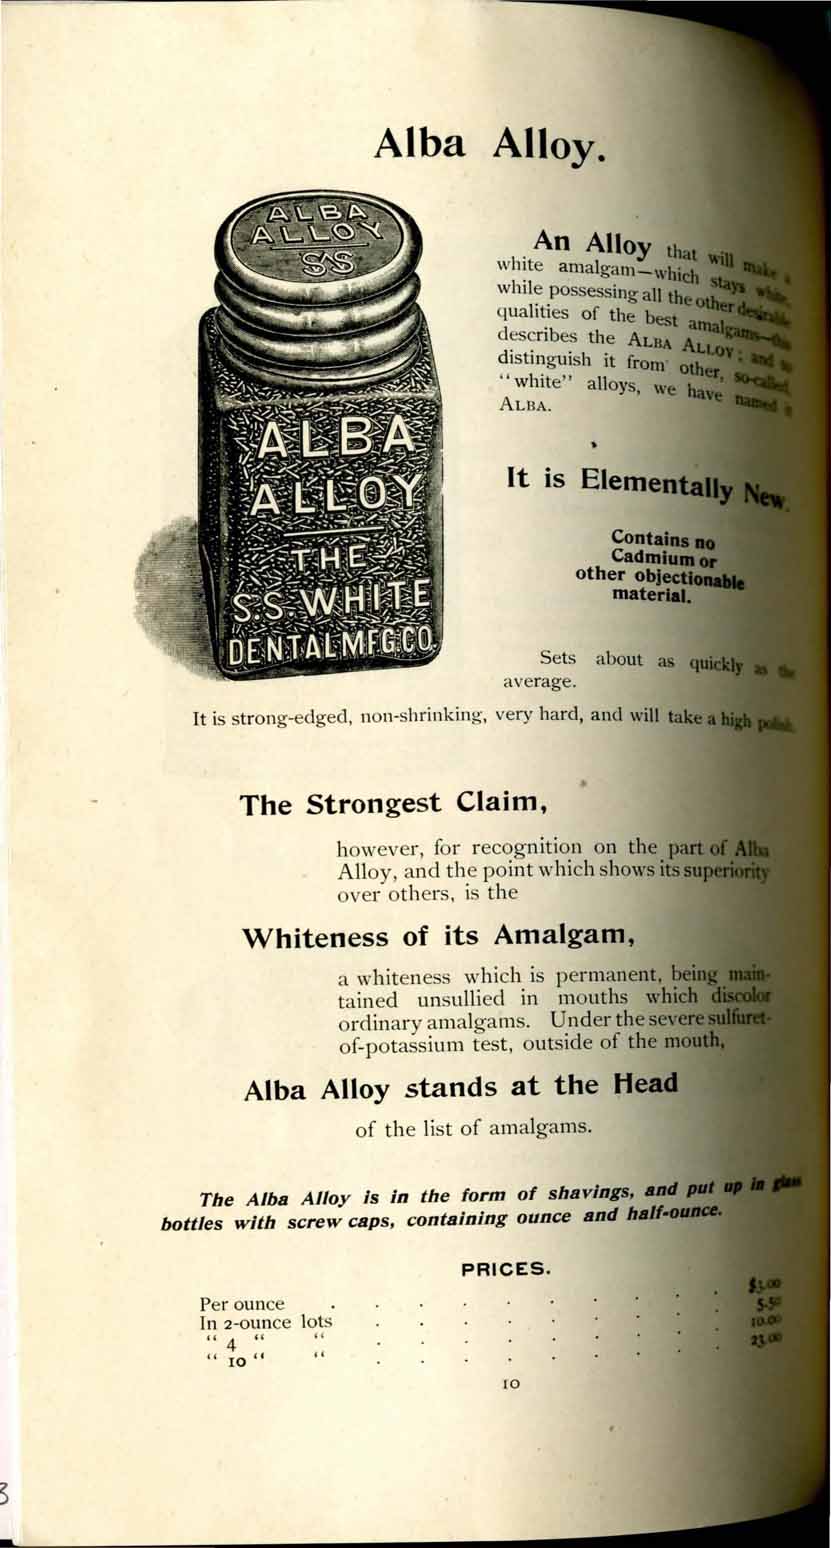 Alba Alloy.
ALBA
ALLOY
S.S.
ALBA
ALLOY
THE
S.S. WHITE
DENTAL MFG. CO.
An Alloy that will make a
white amalgam—which stays white,
while possessing all the other desirable
qualities of the best amalgams—this
describes the ALBA ALLOY; and to
distinguish it from other, so-called,
"white" alloys, we have named it
ALBA.
It is Elementally New.
Contains no
Cadmium or
other objectionable
material.
Sets about as quickly as the
average.
It is strong-edged, non-shrinking, very hard, and will take a high polish.
The Strongest Claim,
however, for recognition on the part of Alba
Alloy, and the point which shows its superiority
over others, is the
Whiteness of its Amalgam,
a whiteness which is permanent, being main-
tained unsullied in mouths which discolor
ordinary amalgams. Under the severe sulfuret-
of-potassium test, outside of the mouth,
Alba Alloy stands at the Head
of the list of amalgams.
The Alba Alloy is in the form of shavings, and put up in glass
bottles with screw caps, containing ounce and half-ounce.
PRICES.
Per ounce . . . . . . . . . . $3.00
In 2-ounce lots . . . . . . . . . 5.50
" 4 " " . . . . . . . . . 10.00
" 10 " " . . . . . . . . . 23.00
10